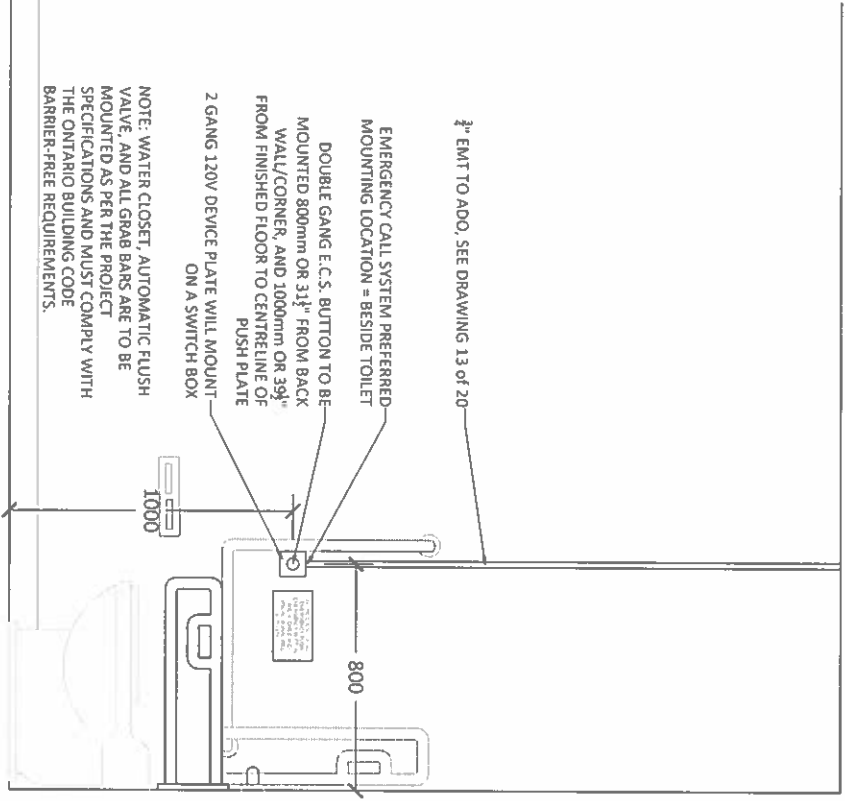 ¾" EMT TO ADO, SEE DRAWING 13 of 20
EMERGENCY CALL SYSTEM PREFERRED
MOUNTING LOCATION = BESIDE TOILET
DOUBLE GANG E.C.S. BUTTON TO BE
MOUNTED 800mm OR 31½" FROM BACK
WALL/CORNER, AND 1000mm OR 39½"
FROM FINISHED FLOOR TO CENTRELINE OF
PUSH PLATE
2 GANG 120V DEVICE PLATE WILL MOUNT
ON A SWITCH BOX
NOTE: WATER CLOSET, AUTOMATIC FLUSH
VALVE, AND ALL GRAB BARS ARE TO BE
MOUNTED AS PER THE PROJECT
SPECIFICATIONS AND MUST COMPLY WITH
THE ONTARIO BUILDING CODE
BARRIER-FREE REQUIREMENTS.
1000
800